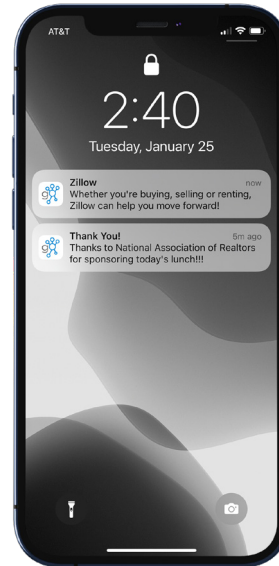 AT&T
2:40
Tuesday, January 25
Zillow now
Whether you're buying, selling or renting,
Zillow can help you move forward!
Thank You! 5m ago
Thanks to National Association of Realtors
for sponsoring today's lunch!!!